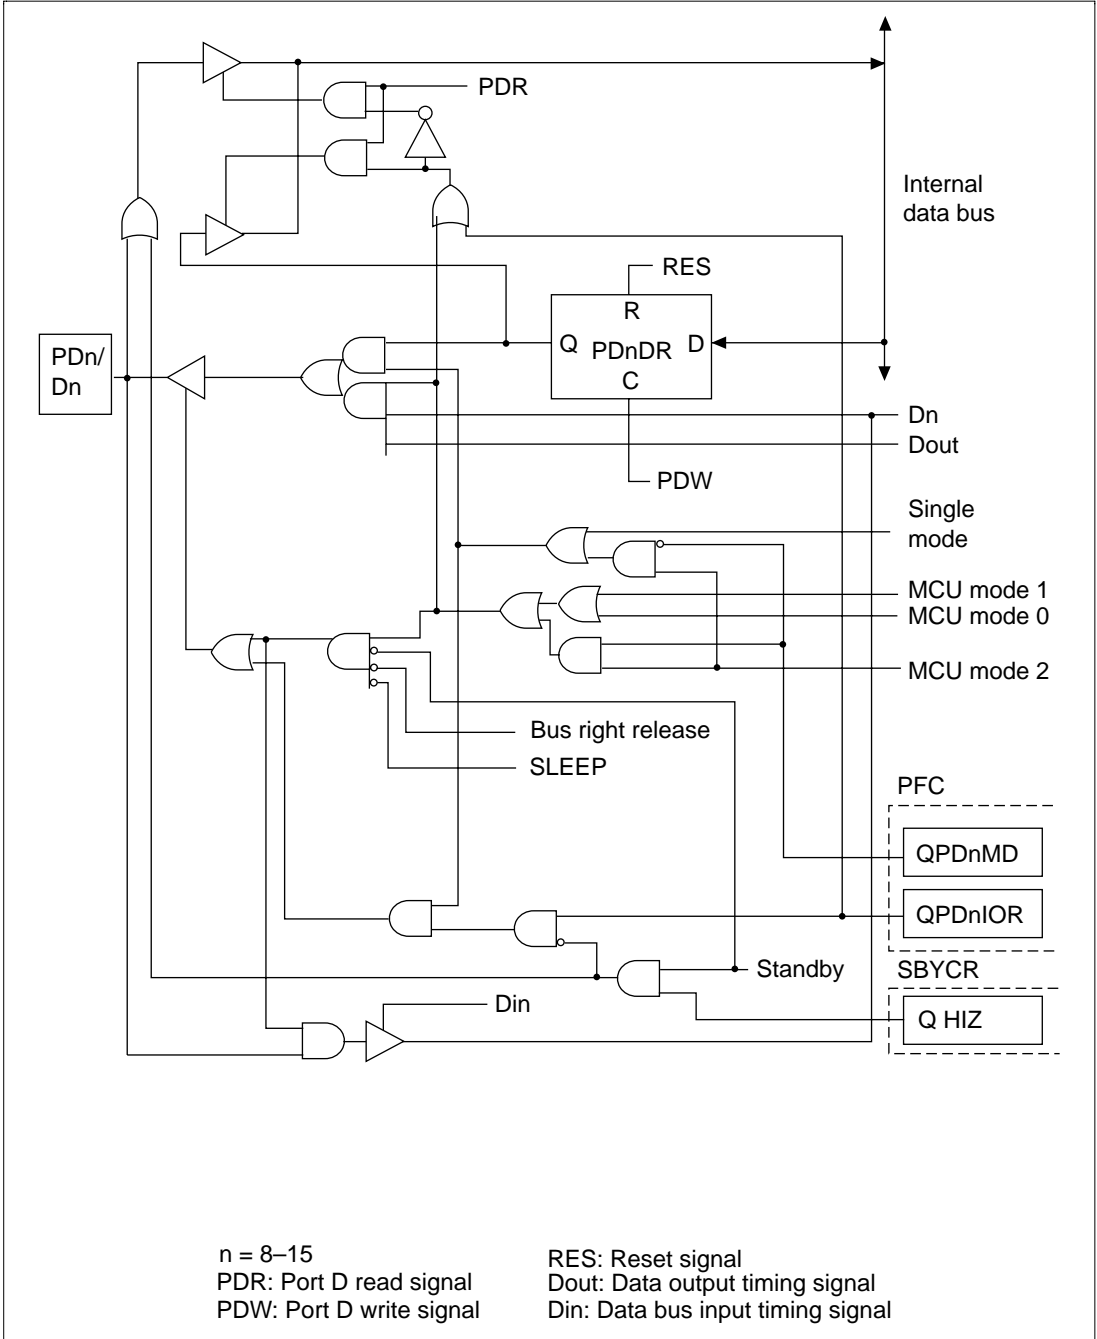 PDR
Internal
data bus
RES
R
PDn/
Dn
Q PDnDR D
C
Dn
Dout
PDW
Single
mode
MCU mode 1
MCU mode 0
MCU mode 2
Bus right release
SLEEP
PFC
QPDnMD
QPDnIOR
Standby
SBYCR
Din
Q HIZ
n = 8–15
PDR: Port D read signal
PDW: Port D write signal
RES: Reset signal
Dout: Data output timing signal
Din: Data bus input timing signal